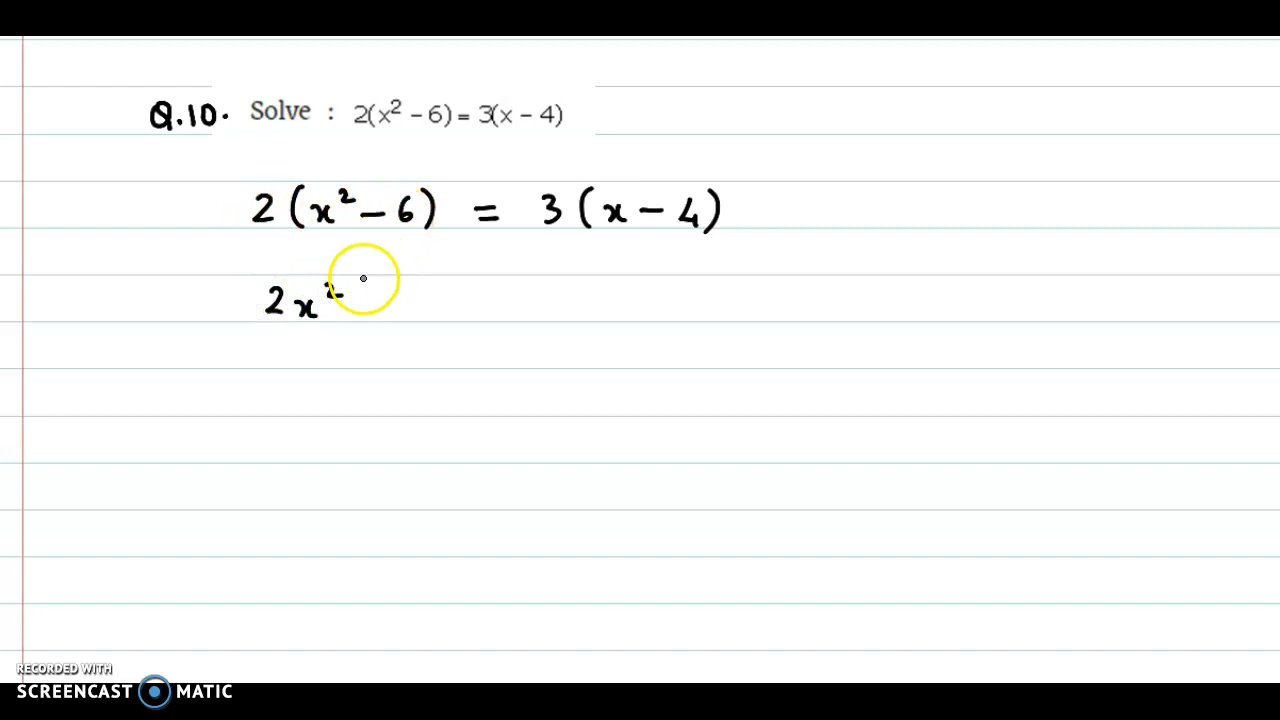 Q.10. Solve : 2(x² − 6) = 3(x − 4)
2(x² − 6) = 3(x − 4)
2x²
RECORDED WITH
SCREENCAST MATIC